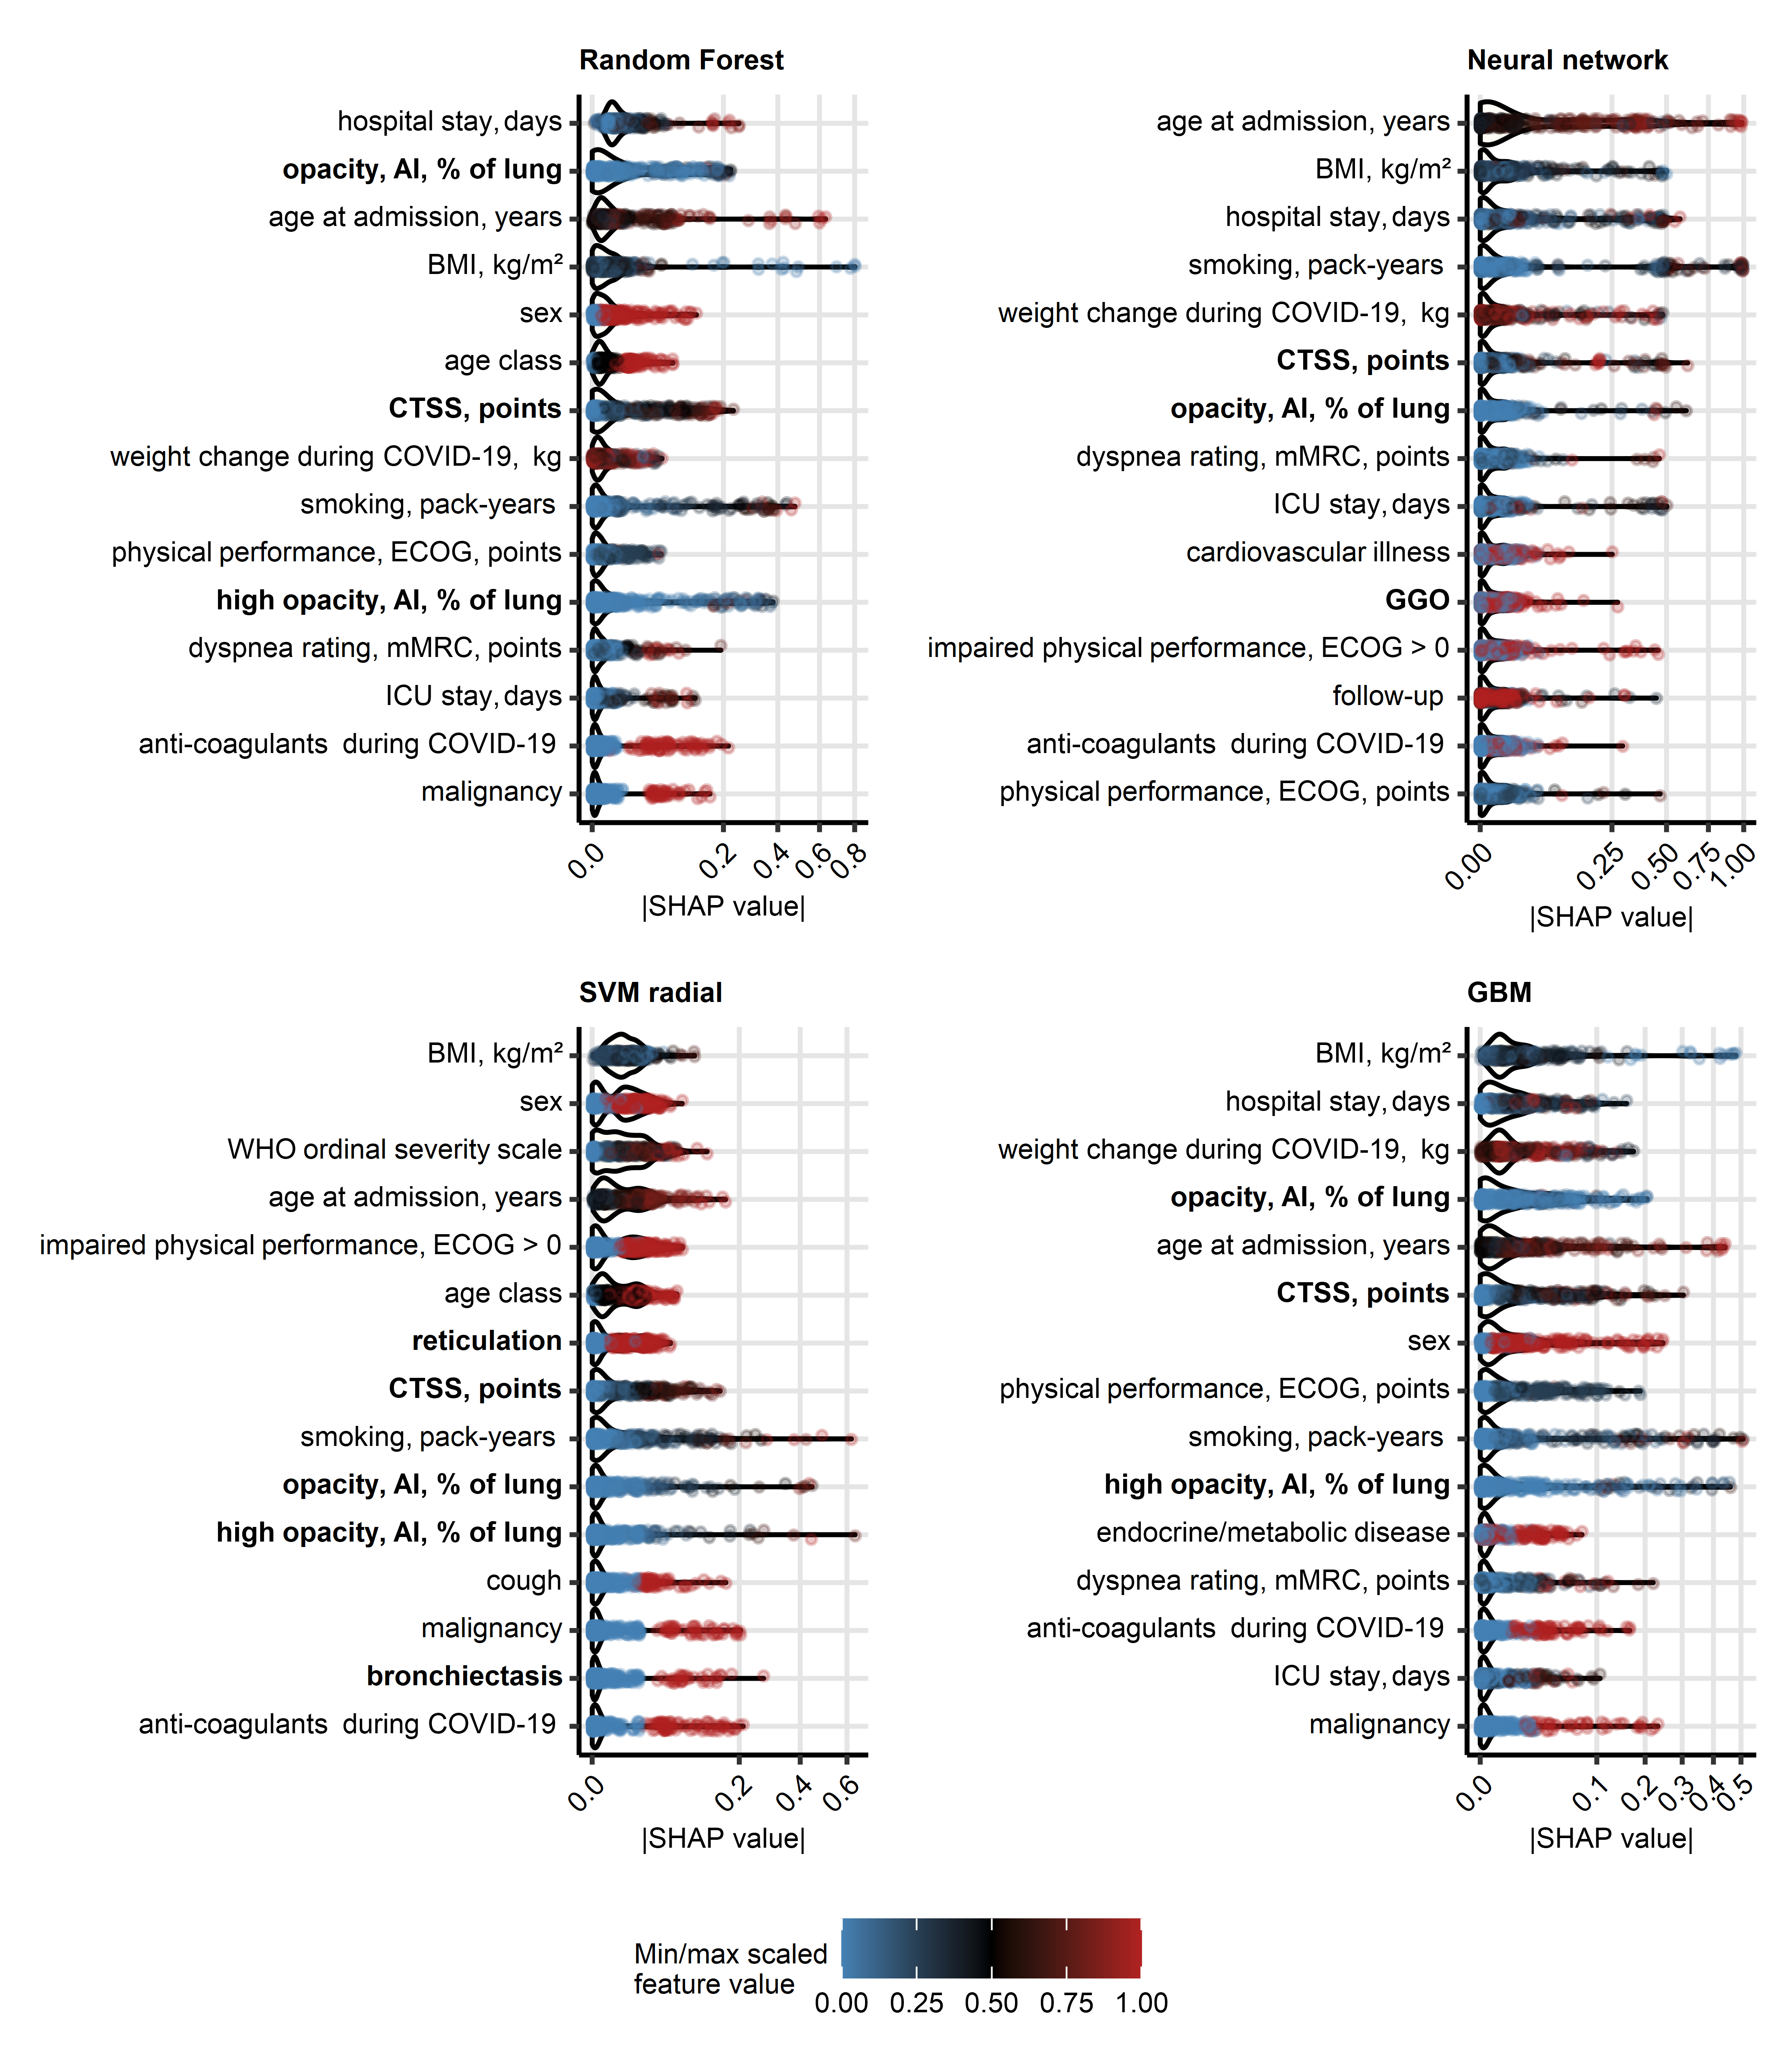 Random Forest
hospital stay, days
opacity, AI, % of lung
age at admission, years
BMI, kg/m²
sex
age class
CTSS, points
weight change during COVID-19, kg
smoking, pack-years
physical performance, ECOG, points
high opacity, AI, % of lung
dyspnea rating, mMRC, points
ICU stay, days
anti-coagulants during COVID-19
malignancy
0.0 0.2 0.4 0.6 0.8
|SHAP value|
Neural network
age at admission, years
BMI, kg/m²
hospital stay, days
smoking, pack-years
weight change during COVID-19, kg
CTSS, points
opacity, AI, % of lung
dyspnea rating, mMRC, points
ICU stay, days
cardiovascular illness
GGO
impaired physical performance, ECOG > 0
follow-up
anti-coagulants during COVID-19
physical performance, ECOG, points
0.00 0.25 0.50 0.75 1.00
|SHAP value|
SVM radial
BMI, kg/m²
sex
WHO ordinal severity scale
age at admission, years
impaired physical performance, ECOG > 0
age class
reticulation
CTSS, points
smoking, pack-years
opacity, AI, % of lung
high opacity, AI, % of lung
cough
malignancy
bronchiectasis
anti-coagulants during COVID-19
0.0 0.2 0.4 0.6
|SHAP value|
GBM
BMI, kg/m²
hospital stay, days
weight change during COVID-19, kg
opacity, AI, % of lung
age at admission, years
CTSS, points
sex
physical performance, ECOG, points
smoking, pack-years
high opacity, AI, % of lung
endocrine/metabolic disease
dyspnea rating, mMRC, points
anti-coagulants during COVID-19
ICU stay, days
malignancy
0.0 0.1 0.2 0.3 0.4 0.5
|SHAP value|
Min/max scaled
feature value
0.00 0.25 0.50 0.75 1.00